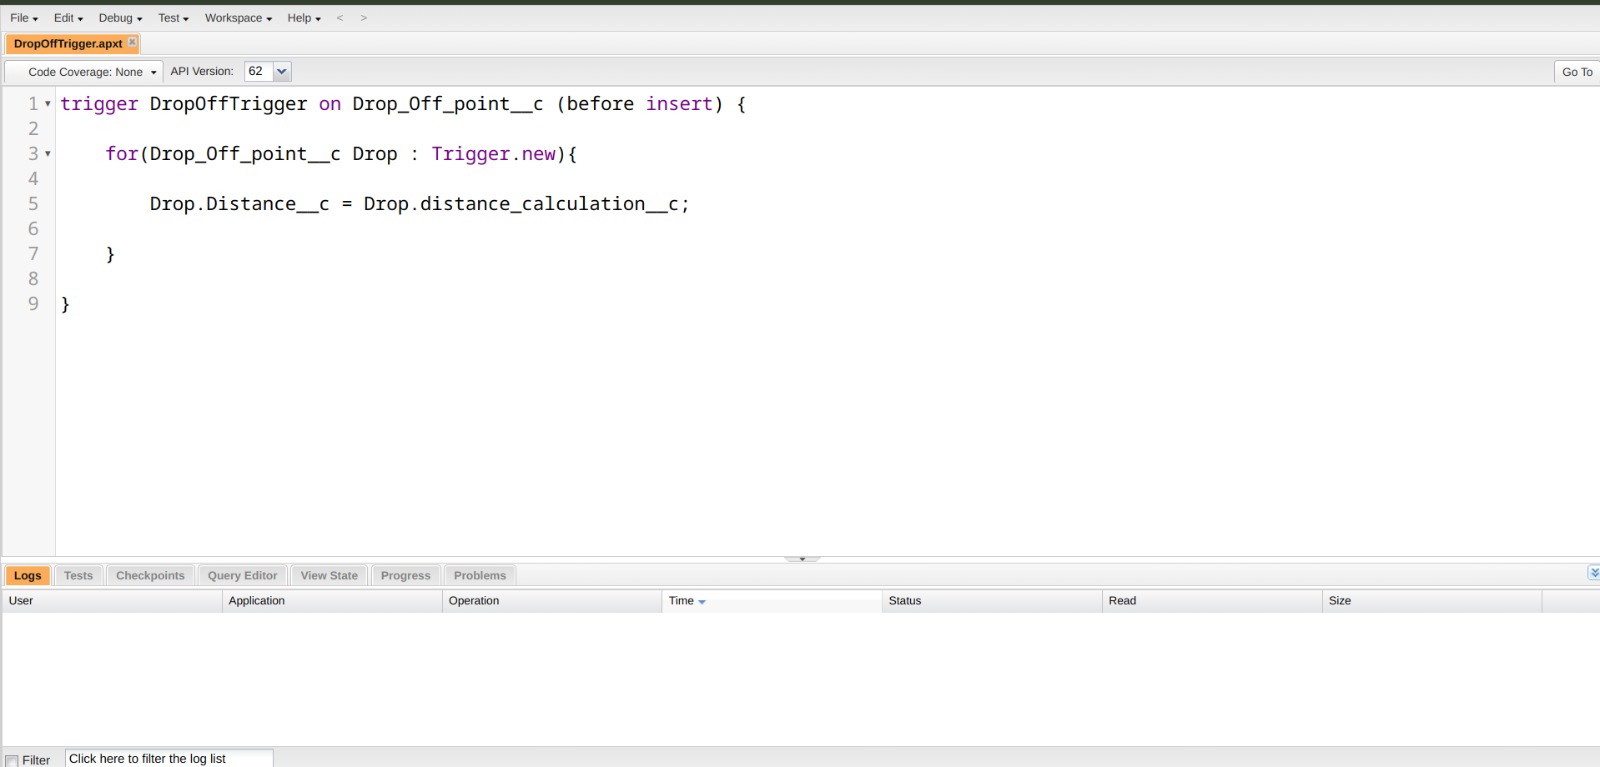 File Edit Debug Test Workspace Help < >
DropOffTrigger.apxt
Code Coverage: None API Version: 62 Go To
1 trigger DropOffTrigger on Drop_Off_point__c (before insert) {
2
3 for(Drop_Off_point__c Drop : Trigger.new){
4
5 Drop.Distance__c = Drop.distance_calculation__c;
6
7 }
8
9 }
Logs Tests Checkpoints Query Editor View State Progress Problems
User Application Operation Time Status Read Size
Filter Click here to filter the log list